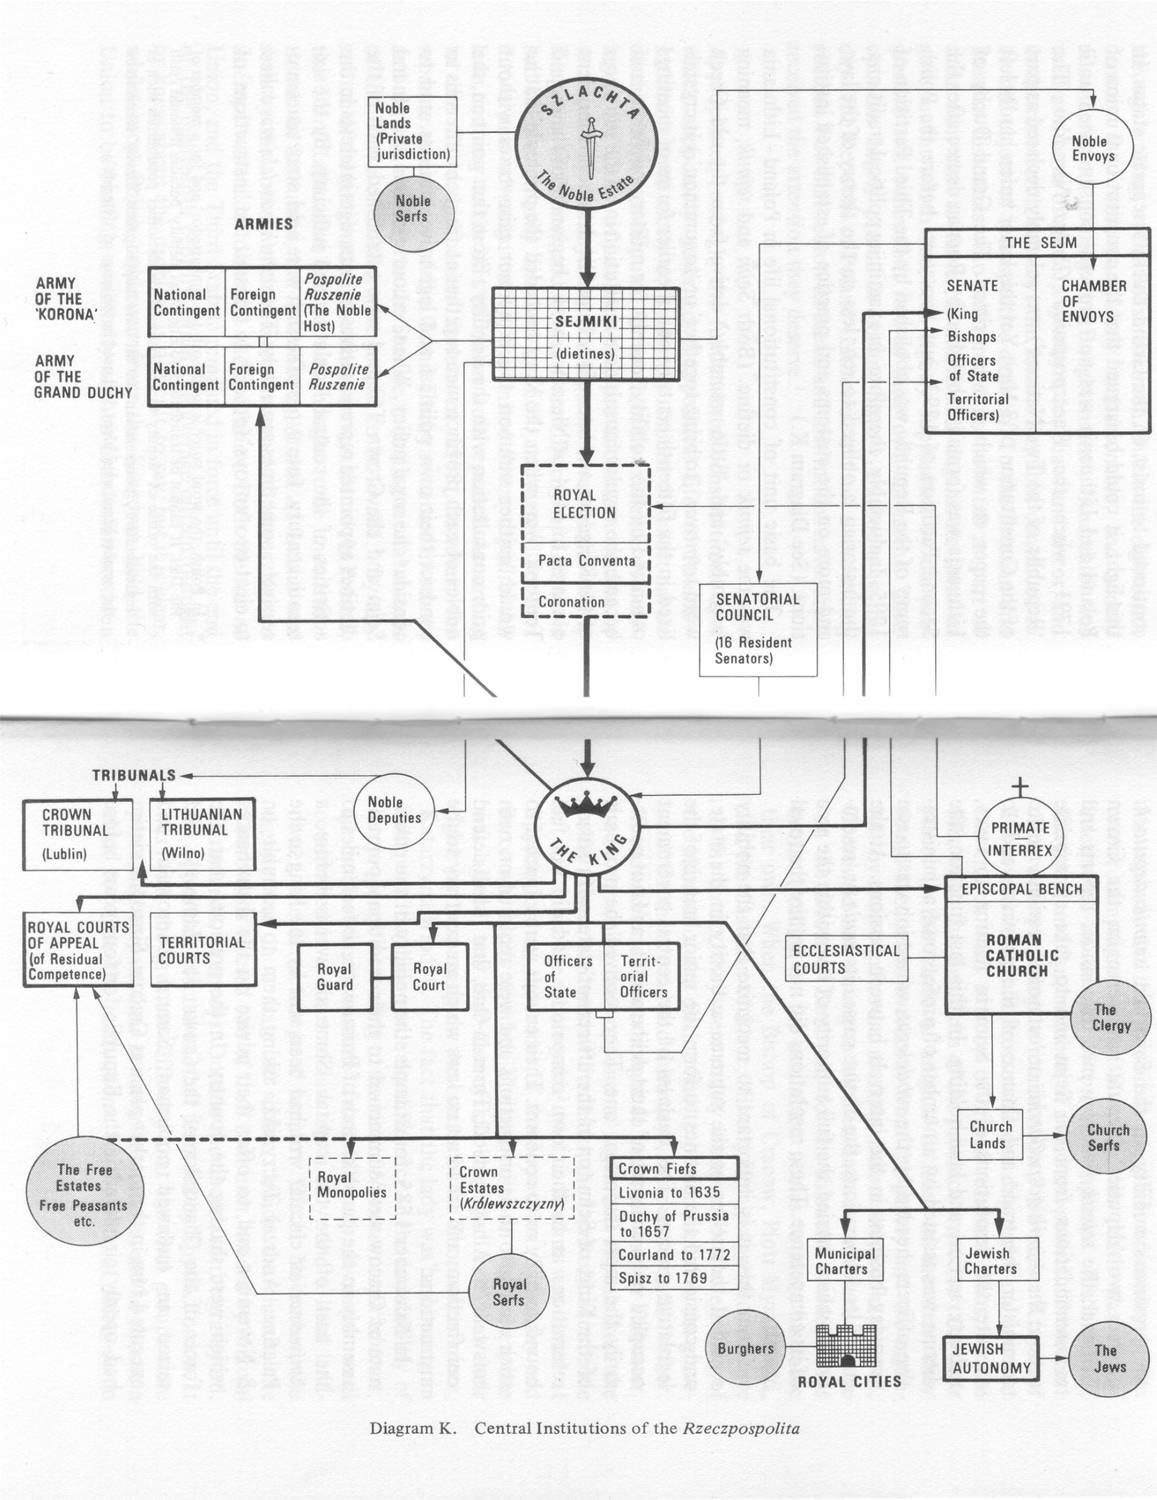 SZLACHTA
The Noble Estate
Noble
Lands
(Private
jurisdiction)
Noble
Serfs
Noble
Envoys
ARMIES
ARMY
OF THE
'KORONA'
National
Contingent
Foreign
Contingent
Pospolite
Ruszenie
(The Noble
Host)
ARMY
OF THE
GRAND DUCHY
National
Contingent
Foreign
Contingent
Pospolite
Ruszenie
SEJMIKI
(dietines)
THE SEJM
SENATE
(King
Bishops
Officers
of State
Territorial
Officers)
CHAMBER
OF
ENVOYS
ROYAL
ELECTION
Pacta Conventa
Coronation
SENATORIAL
COUNCIL
(16 Resident
Senators)
TRIBUNALS
CROWN
TRIBUNAL
(Lublin)
LITHUANIAN
TRIBUNAL
(Wilno)
Noble
Deputies
THE KING
PRIMATE
INTERREX
EPISCOPAL BENCH
ROMAN
CATHOLIC
CHURCH
ROYAL COURTS
OF APPEAL
(of Residual
Competence)
TERRITORIAL
COURTS
Royal
Guard
Royal
Court
Officers
of
State
Territ-
orial
Officers
ECCLESIASTICAL
COURTS
The
Clergy
Church
Lands
Church
Serfs
The Free
Estates
Free Peasants
etc.
Royal
Monopolies
Crown
Estates
(Królewszczyzny)
Crown Fiefs
Livonia to 1635
Duchy of Prussia
to 1657
Courland to 1772
Spisz to 1769
Royal
Serfs
Municipal
Charters
Jewish
Charters
Burghers
ROYAL CITIES
JEWISH
AUTONOMY
The
Jews
Diagram K. Central Institutions of the Rzeczpospolita